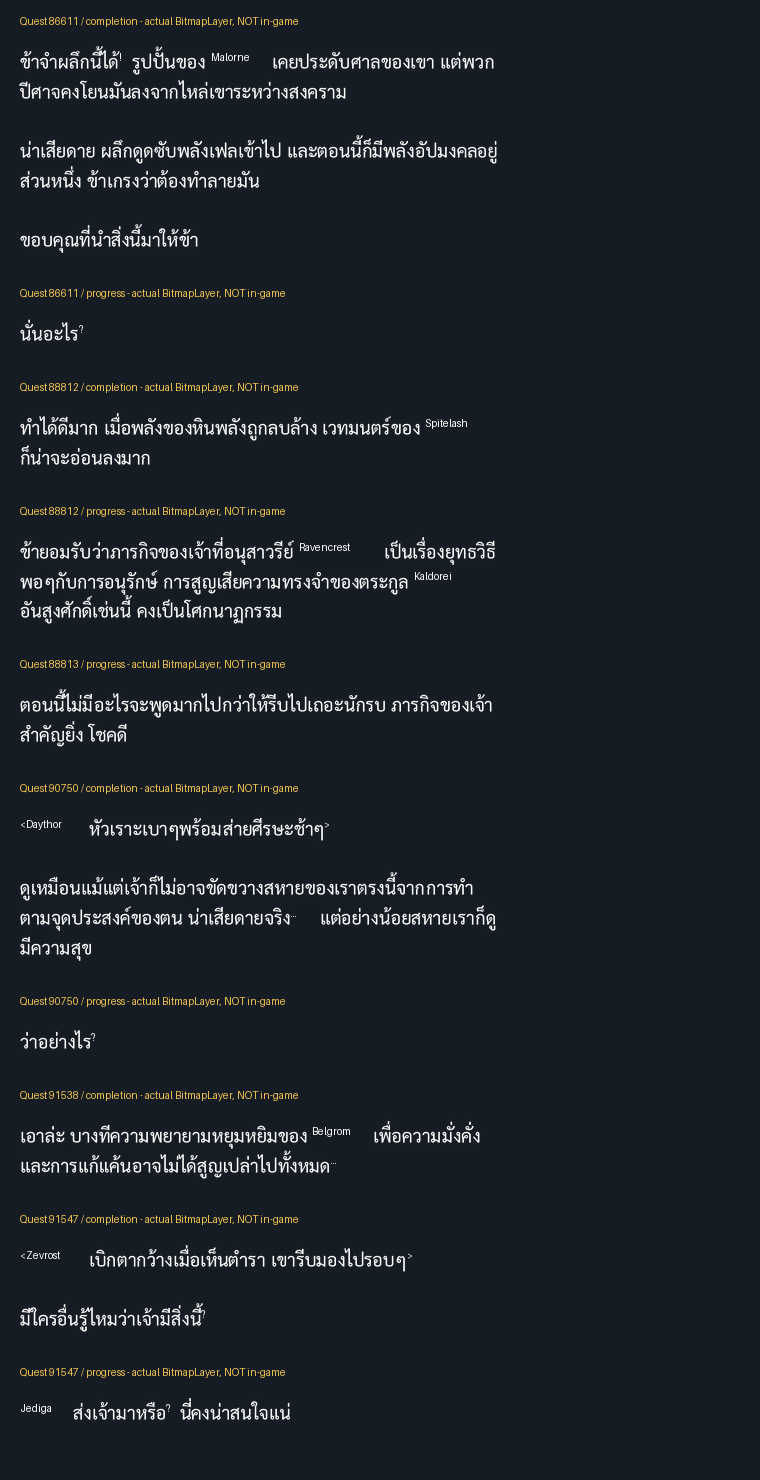 Quest 86611 / completion - actual BitmapLayer, NOT in-game
ข้าจำผลึกนี้ได้! รูปปั้นของ Malorne เคยประดับศาลของเขา แต่พวก
ปีศาจคงโยนมันลงจากไหล่เขาระหว่างสงคราม
น่าเสียดาย ผลึกดูดซับพลังเฟลเข้าไป และตอนนี้ก็มีพลังอัปมงคลอยู่
ส่วนหนึ่ง ข้าเกรงว่าต้องทำลายมัน
ขอบคุณที่นำสิ่งนี้มาให้ข้า
Quest 86611 / progress - actual BitmapLayer, NOT in-game
นั่นอะไร?
Quest 88812 / completion - actual BitmapLayer, NOT in-game
ทำได้ดีมาก เมื่อพลังของหินพลังถูกลบล้าง เวทมนตร์ของ Spitelash
ก็น่าจะอ่อนลงมาก
Quest 88812 / progress - actual BitmapLayer, NOT in-game
ข้ายอมรับว่าภารกิจของเจ้าที่อนุสาวรีย์ Ravencrest เป็นเรื่องยุทธวิธี
พอๆกับการอนุรักษ์ การสูญเสียความทรงจำของตระกูล Kaldorei
อันสูงศักดิ์เช่นนี้ คงเป็นโศกนาฏกรรม
Quest 88813 / progress - actual BitmapLayer, NOT in-game
ตอนนี้ไม่มีอะไรจะพูดมากไปกว่าให้รีบไปเถอะนักรบ ภารกิจของเจ้า
สำคัญยิ่ง โชคดี
Quest 90750 / completion - actual BitmapLayer, NOT in-game
<Daythor หัวเราะเบาๆพร้อมส่ายศีรษะช้าๆ>
ดูเหมือนแม้แต่เจ้าก็ไม่อาจขัดขวางสหายของเราตรงนี้จากการทำ
ตามจุดประสงค์ของตน น่าเสียดายจริง… แต่อย่างน้อยสหายเราก็ดู
มีความสุข
Quest 90750 / progress - actual BitmapLayer, NOT in-game
ว่าอย่างไร?
Quest 91538 / completion - actual BitmapLayer, NOT in-game
เอาล่ะ บางทีความพยายามหยุมหยิมของ Belgrom เพื่อความมั่งคั่ง
และการแก้แค้นอาจไม่ได้สูญเปล่าไปทั้งหมด…
Quest 91547 / completion - actual BitmapLayer, NOT in-game
<Zevrost เบิกตากว้างเมื่อเห็นตำรา เขารีบมองไปรอบๆ>
มีใครอื่นรู้ไหมว่าเจ้ามีสิ่งนี้?
Quest 91547 / progress - actual BitmapLayer, NOT in-game
Jediga ส่งเจ้ามาหรือ? นี่คงน่าสนใจแน่